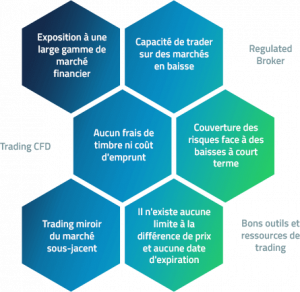 Exposition à une
large gamme de
marché
financier
Capacité de trader
sur des marchés
en baisse
Regulated
Broker
Trading CFD
Aucun frais de
timbre ni coût
d'emprunt
Couverture des
risques face à des
baisses à court
terme
Trading miroir
du marché
sous-jacent
Il n'existe aucune
limite à la
différence de prix
et aucune date
d'expiration
Bons outils et
ressources de
trading